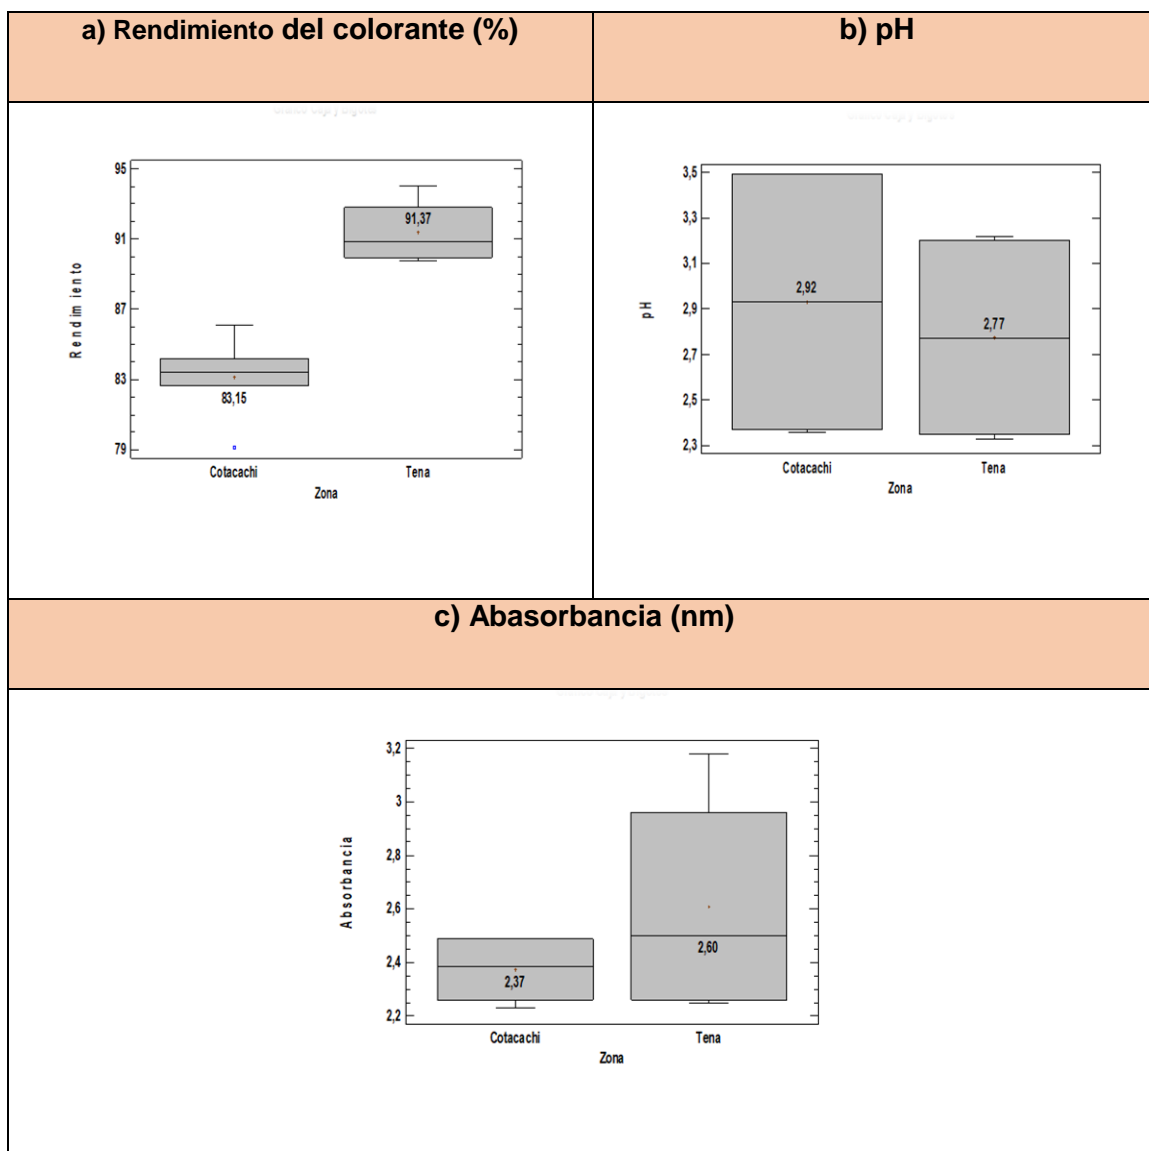 a) Rendimiento del colorante (%)
b) pH
95
91
87
83
79
Rendimiento
91,37
83,15
Cotacachi
Tena
Zona
3,5
3,3
3,1
2,9
2,7
2,5
2,3
pH
2,92
2,77
Cotacachi
Tena
Zona
c) Abasorbancia (nm)
3,2
3
2,8
2,6
2,4
2,2
Absorbancia
2,37
2,60
Cotacachi
Tena
Zona